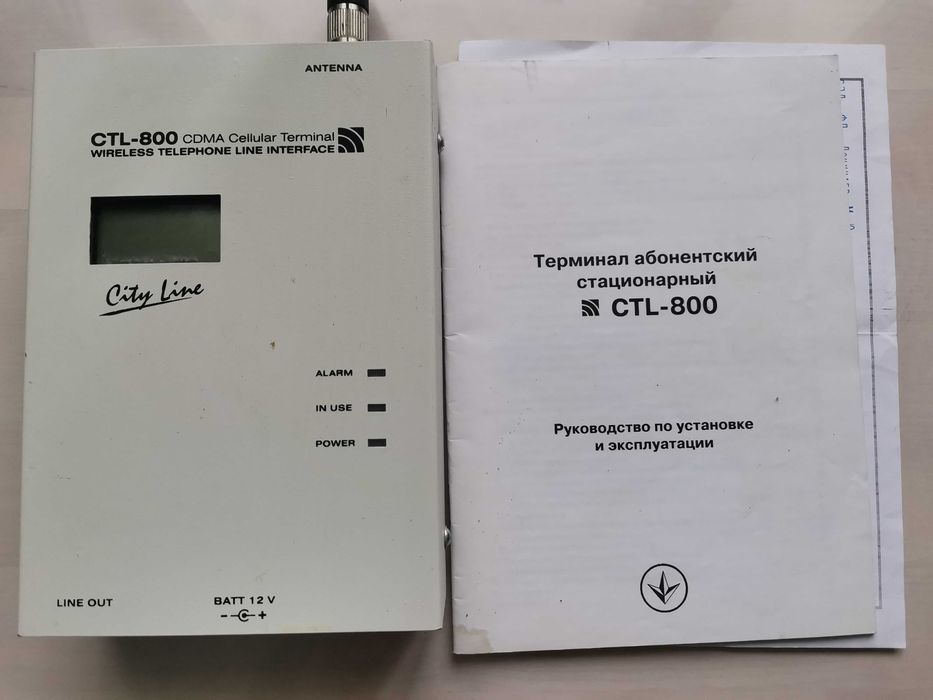 ANTENNA
CTL-800 CDMA Cellular Terminal
WIRELESS TELEPHONE LINE INTERFACE
City Line
ALARM
IN USE
POWER
LINE OUT
BATT 12 V
- +
Терминал абонентский
стационарный
CTL-800
Руководство по установке
и эксплуатации